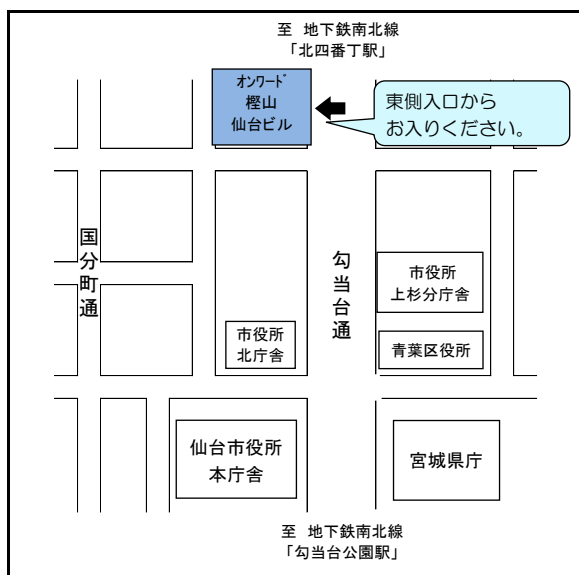 至 地下鉄南北線
「北四番丁駅」
オンワード
樫山
仙台ビル
東側入口から
お入りください。
国分町通
勾当台通
市役所
上杉分庁舎
市役所
北庁舎
青葉区役所
仙台市役所
本庁舎
宮城県庁
至 地下鉄南北線
「勾当台公園駅」